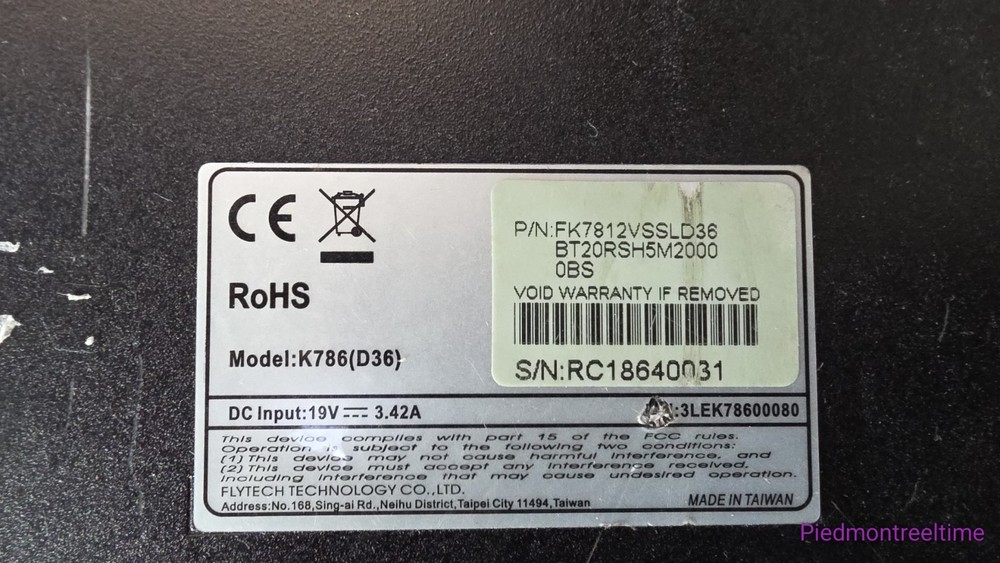 CE
RoHS
Model:K786(D36)
P/N:FK7812VSSLD36
BT20RSH5M2000
0BS
VOID WARRANTY IF REMOVED
S/N:RC18640031
DC Input:19V ⎓ 3.42A
:3LEK78600080
This device complies with part 15 of the FCC rules.
Operation is subject to the following two conditions:
(1) This device may not cause harmful interference, and
(2) This device must accept any interference received,
including interference that may cause undesired operation.
FLYTECH TECHNOLOGY CO.,LTD.
Address:No.168,Sing-ai Rd.,Neihu District,Taipei City 11494,Taiwan
MADE IN TAIWAN
Piedmontreeltime